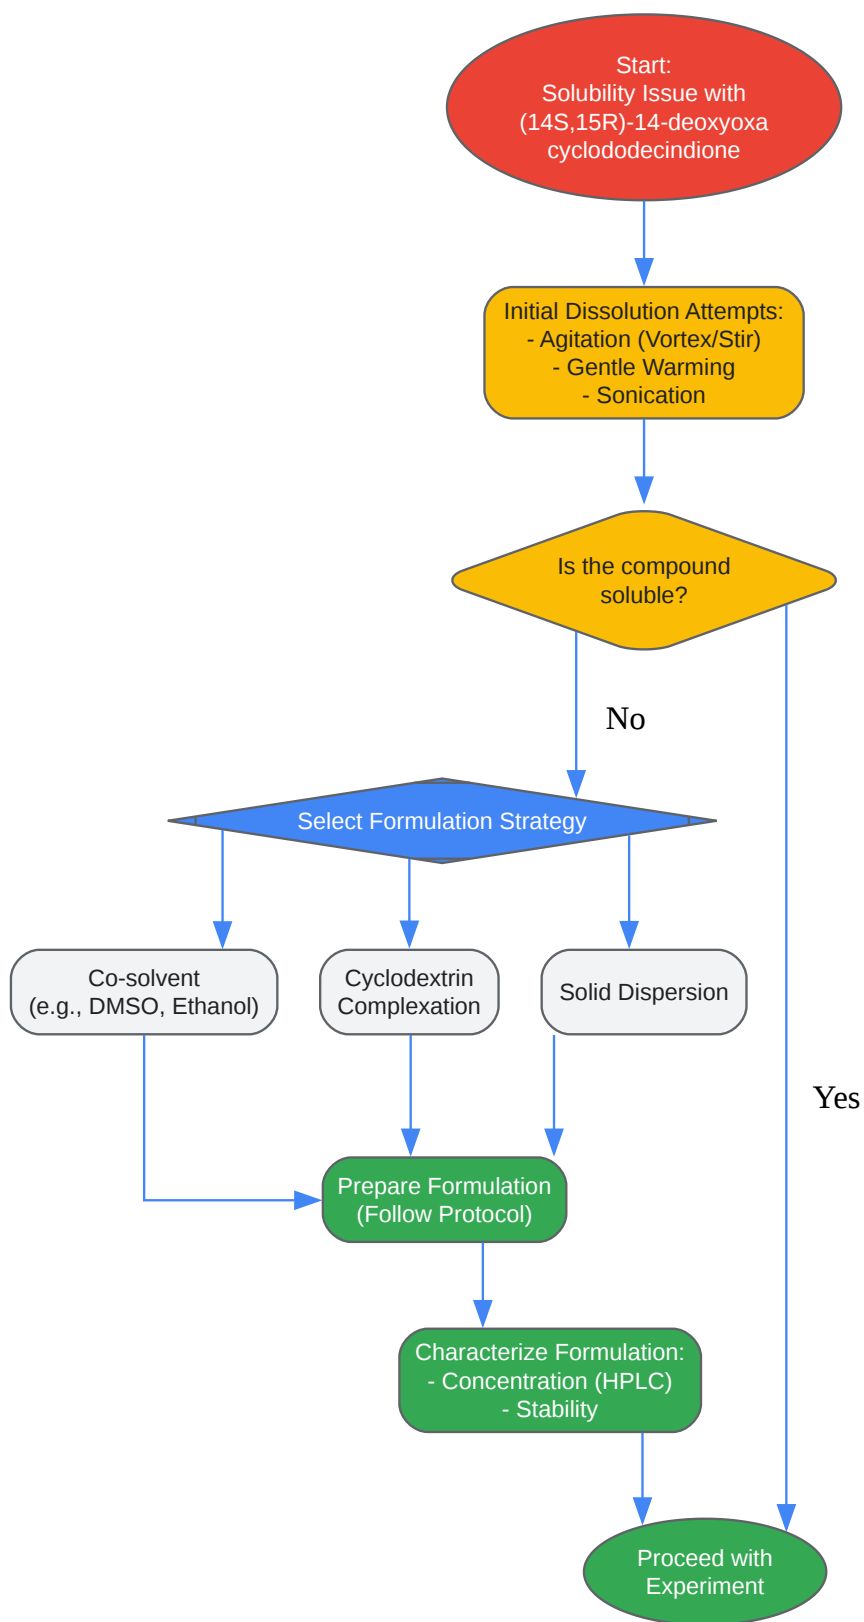 Start:
Solubility Issue with
(14S,15R)-14-deoxyoxa
cyclododecindione
Initial Dissolution Attempts:
- Agitation (Vortex/Stir)
- Gentle Warming
- Sonication
Is the compound
soluble?
No
Select Formulation Strategy
Co-solvent
(e.g., DMSO, Ethanol)
Cyclodextrin
Complexation
Solid Dispersion
Yes
Prepare Formulation
(Follow Protocol)
Characterize Formulation:
- Concentration (HPLC)
- Stability
Proceed with
Experiment